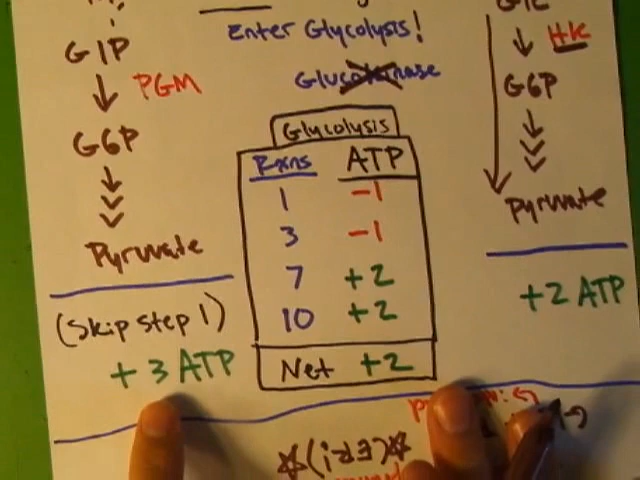 Enter Glycolysis!
Glucokinase
G1P
PGM
G6P
Pyruvate
(Skip Step 1)
+3 ATP
Glycolysis
Rxns ATP
1 -1
3 -1
7 +2
10 +2
Net +2
HK
G6P
Pyruvate
+2 ATP